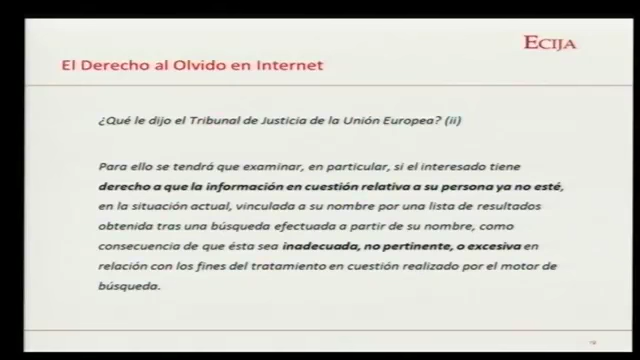 ECIJA
El Derecho al Olvido en Internet
¿Qué le dijo el Tribunal de Justicia de la Unión Europea? (ii)
Para ello se tendrá que examinar, en particular, si el interesado tiene
derecho a que la información en cuestión relativa a su persona ya no esté,
en la situación actual, vinculada a su nombre por una lista de resultados
obtenida tras una búsqueda efectuada a partir de su nombre, como
consecuencia de que ésta sea inadecuada, no pertinente, o excesiva en
relación con los fines del tratamiento en cuestión realizado por el motor de
búsqueda.